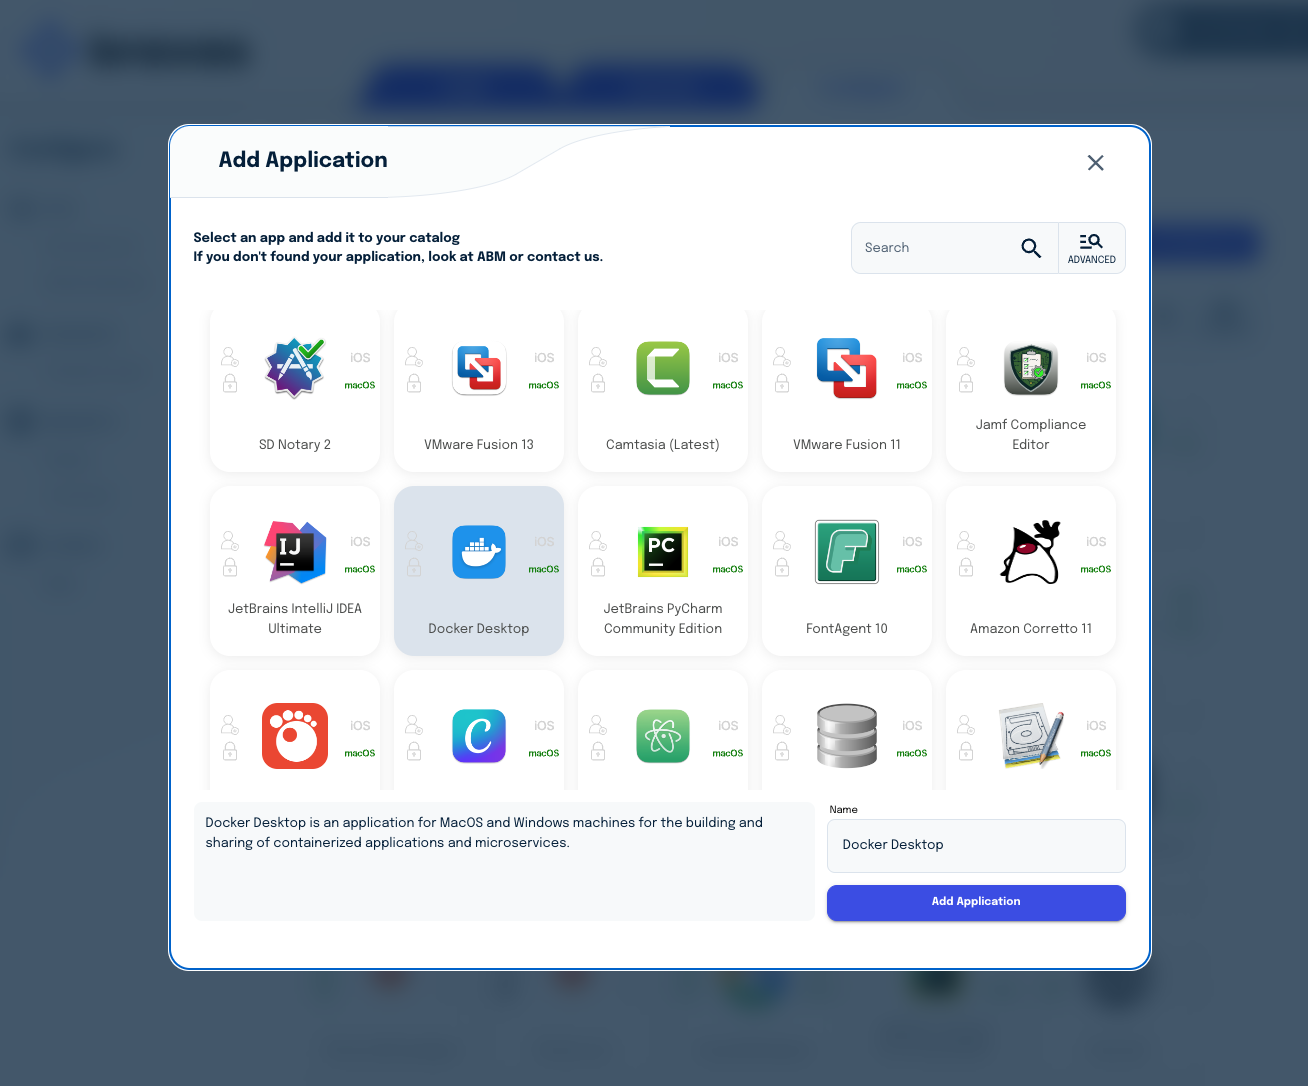 Add Application
Select an app and add it to your catalog
If you don't found your application, look at ABM or contact us.
Search
ADVANCED
iOS
macOS
SD Notary 2
iOS
macOS
VMware Fusion 13
iOS
macOS
Camtasia (Latest)
iOS
macOS
VMware Fusion 11
iOS
macOS
Jamf Compliance
Editor
IJ
iOS
macOS
JetBrains IntelliJ IDEA
Ultimate
iOS
macOS
Docker Desktop
PC
iOS
macOS
JetBrains PyCharm
Community Edition
F
iOS
macOS
FontAgent 10
iOS
macOS
Amazon Corretto 11
iOS
macOS
C
iOS
macOS
iOS
macOS
iOS
macOS
iOS
macOS
Docker Desktop is an application for MacOS and Windows machines for the building and
sharing of containerized applications and microservices.
Name
Docker Desktop
Add Application